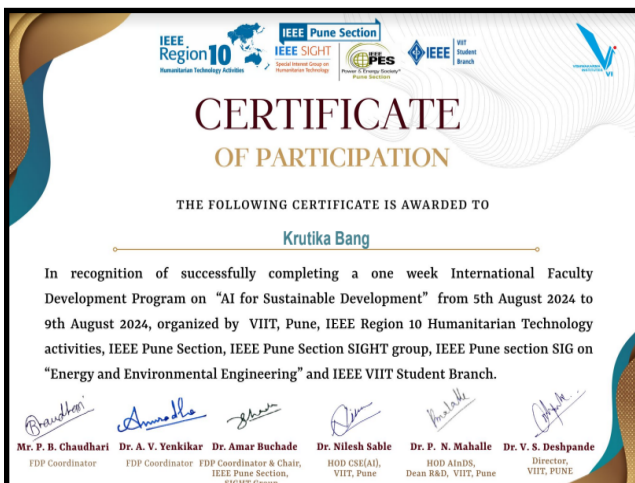 IEEE
Region 10
Humanitarian Technology Activities
IEEE Pune Section
IEEE SIGHT
Special Interest Group on
Humanitarian Technology
IEEE
PES
Power & Energy Society®
Pune Section
IEEE
VIIT
Student
Branch
VI
CERTIFICATE
OF PARTICIPATION
THE FOLLOWING CERTIFICATE IS AWARDED TO
Krutika Bang
In recognition of successfully completing a one week International Faculty
Development Program on “AI for Sustainable Development” from 5th August 2024 to
9th August 2024, organized by VIIT, Pune, IEEE Region 10 Humanitarian Technology
activities, IEEE Pune Section, IEEE Pune Section SIGHT group, IEEE Pune section SIG on
“Energy and Environmental Engineering” and IEEE VIIT Student Branch.
Mr. P. B. Chaudhari
FDP Coordinator
Dr. A. V. Yenkikar
FDP Coordinator
Dr. Amar Buchade
FDP Coordinator & Chair,
IEEE Pune Section,
SIGHT Group
Dr. Nilesh Sable
HOD CSE(AI),
VIIT, Pune
Dr. P. N. Mahalle
HOD AInDS,
Dean R&D, VIIT, Pune
Dr. V. S. Deshpande
Director,
VIIT, PUNE